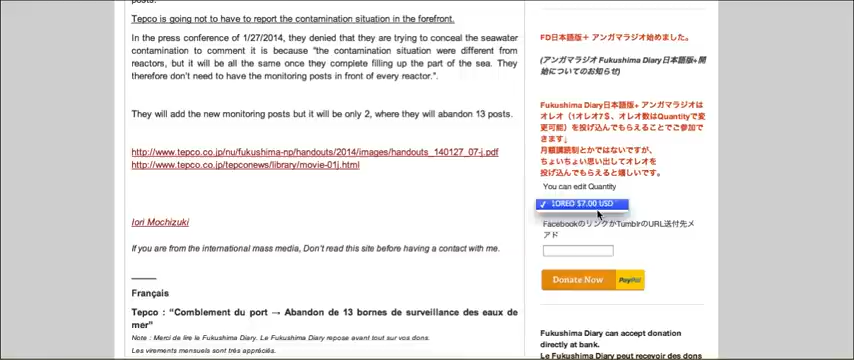 posts.
Tepco is going not to have to report the contamination situation in the forefront.
In the press conference of 1/27/2014, they denied that they are trying to conceal the seawater
contamination to comment it is because "the contamination situation were different from
reactors, but it will be all the same once they complete filling up the part of the sea. They
therefore don't need to have the monitoring posts in front of every reactor.".
They will add the new monitoring posts but it will be only 2, where they will abandon 13 posts.
http://www.tepco.co.jp/nu/fukushima-np/handouts/2014/images/handouts_140127_07-j.pdf
http://www.tepco.co.jp/tepconews/library/movie-01j.html
Iori Mochizuki
If you are from the international mass media, Don't read this site before having a contact with me.
Français
Tepco : "Comblement du port → Abandon de 13 bornes de surveillance des eaux de
mer"
Note : Merci de lire le Fukushima Diary. Le Fukushima Diary repose avant tout sur vos dons.
Les virements mensuels sont très appréciés.
FD日本語版＋ アンガマラジオ始めました。
(アンガマラジオ Fukushima Diary日本語版+開
始についてのお知らせ)
Fukushima Diary日本語版+ アンガマラジオは
オレオ（1オレオ7＄、オレオ数はQuantityで変
更可能）を投げ込んでもらえることでご参加で
きます↓
月額購読制とかではないですが、
ちょいちょい思い出してオレオを
投げ込んでもらえると嬉しいです。
You can edit Quantity
✓ 1OREO $7.00 USD
FacebookのリンクかTumblrのURL送付先メ
アド
Donate Now PayPal
Fukushima Diary can accept donation
directly at bank.
Le Fukushima Diary peut recevoir des dons